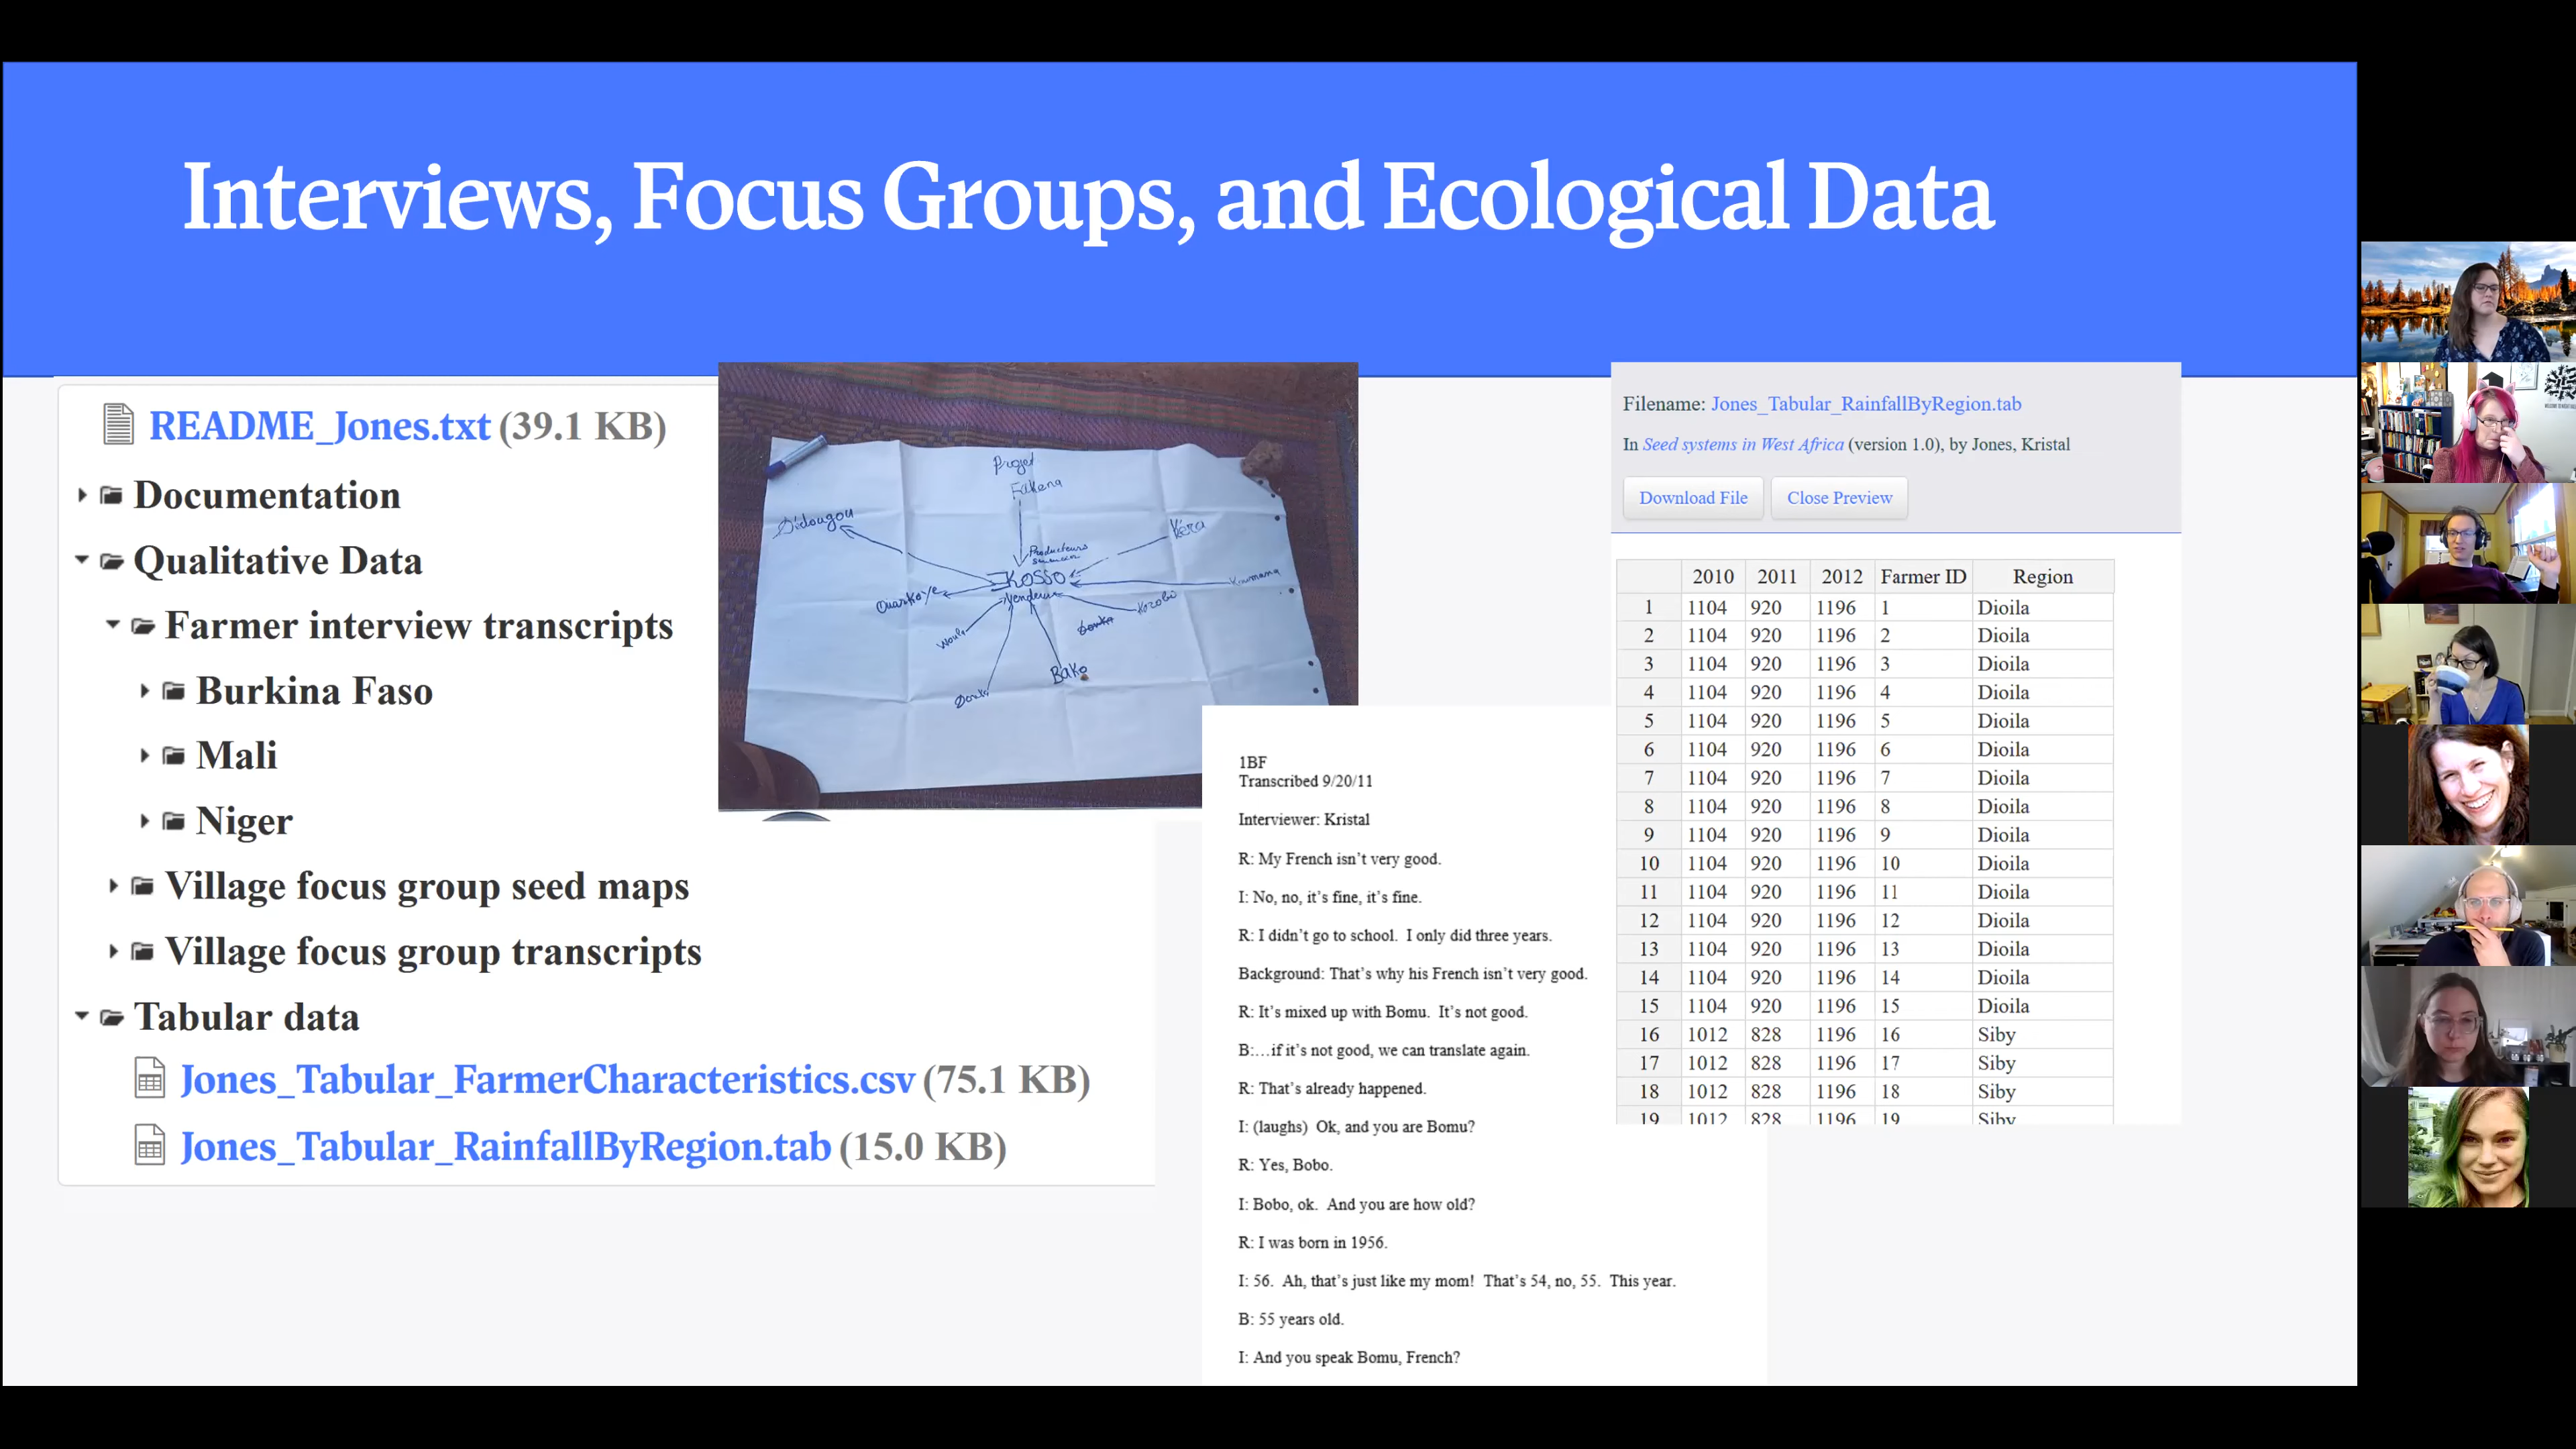 Interviews, Focus Groups, and Ecological Data
README_Jones.txt (39.1 KB)
Documentation
Qualitative Data
Farmer interview transcripts
Burkina Faso
Mali
Niger
Village focus group seed maps
Village focus group transcripts
Tabular data
Jones_Tabular_FarmerCharacteristics.csv (75.1 KB)
Jones_Tabular_RainfallByRegion.tab (15.0 KB)
Projet
Fakena
Didougou
Véra
Producteurs
KOSSO
Vendeur
Ouarkoye
Bako
1BF
Transcribed 9/20/11
Interviewer: Kristal
R: My French isn't very good.
I: No, no, it's fine, it's fine.
R: I didn't go to school. I only did three years.
Background: That's why his French isn't very good.
R: It's mixed up with Bomu. It's not good.
B:…if it's not good, we can translate again.
R: That's already happened.
I: (laughs) Ok, and you are Bomu?
R: Yes, Bobo.
I: Bobo, ok. And you are how old?
R: I was born in 1956.
I: 56. Ah, that's just like my mom! That's 54, no, 55. This year.
B: 55 years old.
I: And you speak Bomu, French?
Filename: Jones_Tabular_RainfallByRegion.tab
In Seed systems in West Africa (version 1.0), by Jones, Kristal
Download File Close Preview
2010 2011 2012 Farmer ID Region
1 1104 920 1196 1 Dioila
2 1104 920 1196 2 Dioila
3 1104 920 1196 3 Dioila
4 1104 920 1196 4 Dioila
5 1104 920 1196 5 Dioila
6 1104 920 1196 6 Dioila
7 1104 920 1196 7 Dioila
8 1104 920 1196 8 Dioila
9 1104 920 1196 9 Dioila
10 1104 920 1196 10 Dioila
11 1104 920 1196 11 Dioila
12 1104 920 1196 12 Dioila
13 1104 920 1196 13 Dioila
14 1104 920 1196 14 Dioila
15 1104 920 1196 15 Dioila
16 1012 828 1196 16 Siby
17 1012 828 1196 17 Siby
18 1012 828 1196 18 Siby
19 1012 828 1196 19 Siby